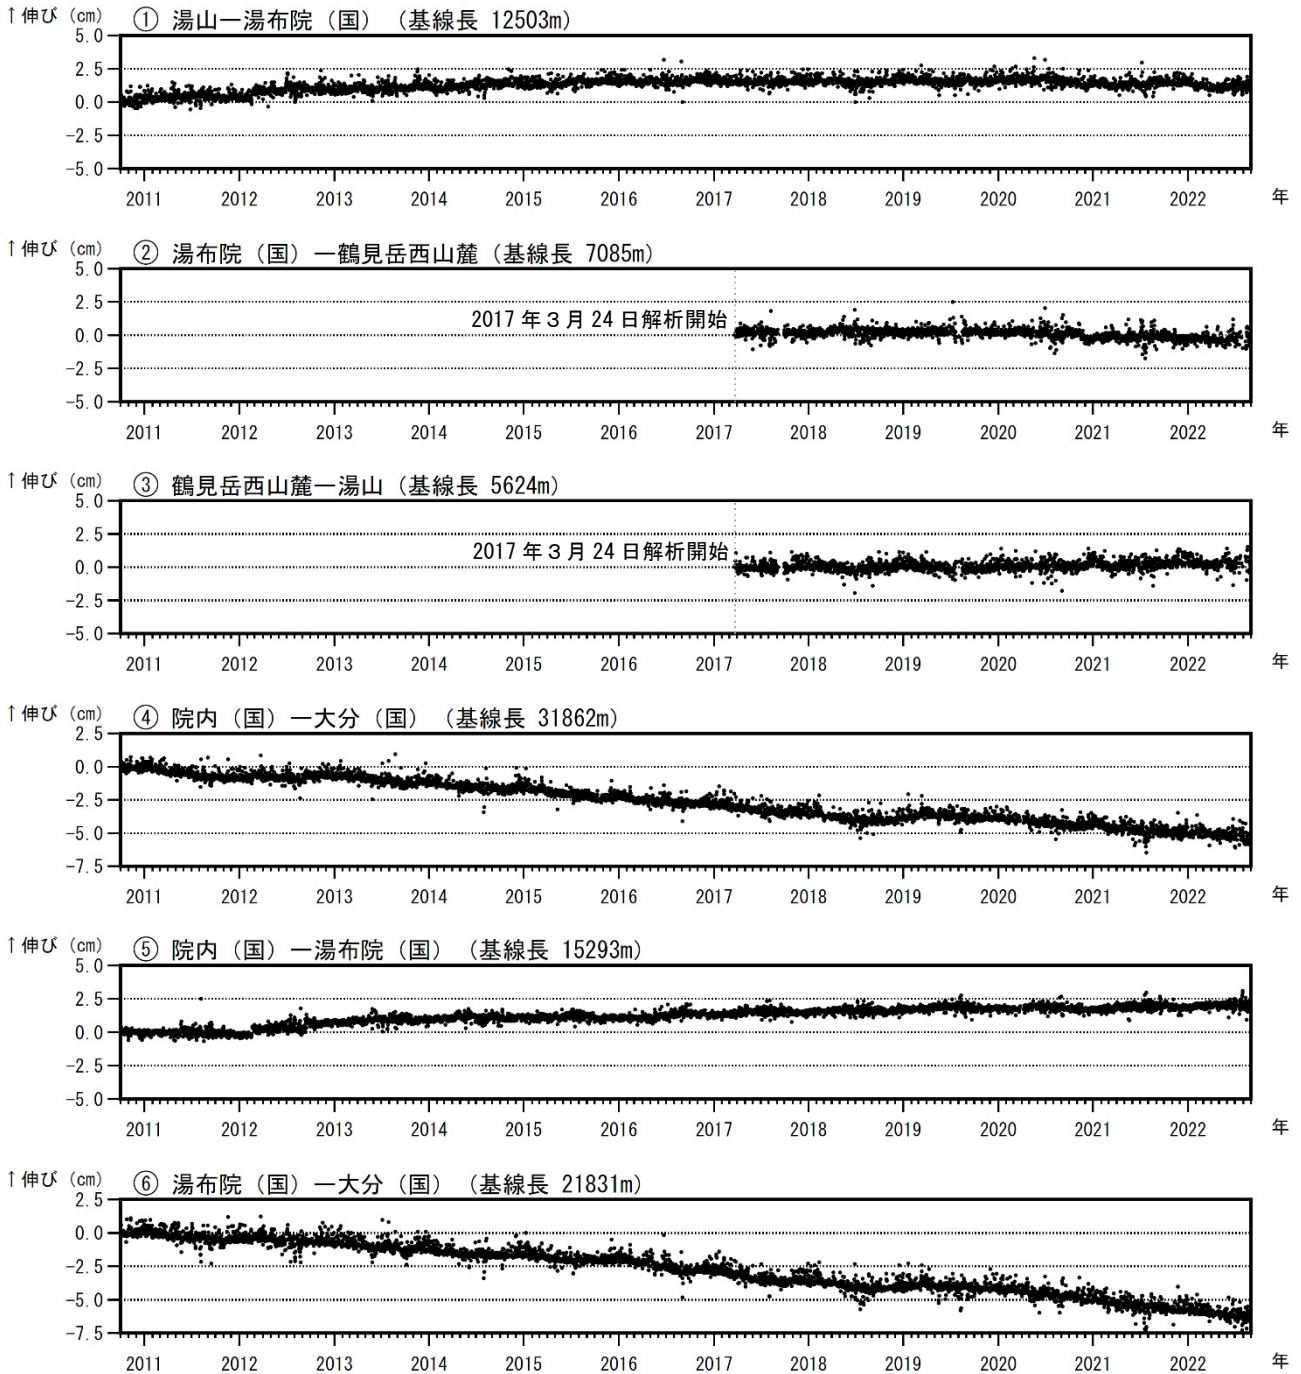 ↑伸び (cm) ① 湯山ー湯布院（国）（基線長 12503m）
5.0
2.5
0.0
-2.5
-5.0
2011 2012 2013 2014 2015 2016 2017 2018 2019 2020 2021 2022 年
↑伸び (cm) ② 湯布院（国）ー鶴見岳西山麓（基線長 7085m）
5.0
2.5
2017年3月24日解析開始
0.0
-2.5
-5.0
2011 2012 2013 2014 2015 2016 2017 2018 2019 2020 2021 2022 年
↑伸び (cm) ③ 鶴見岳西山麓ー湯山（基線長 5624m）
5.0
2.5
2017年3月24日解析開始
0.0
-2.5
-5.0
2011 2012 2013 2014 2015 2016 2017 2018 2019 2020 2021 2022 年
↑伸び (cm) ④ 院内（国）ー大分（国）（基線長 31862m）
2.5
0.0
-2.5
-5.0
-7.5
2011 2012 2013 2014 2015 2016 2017 2018 2019 2020 2021 2022 年
↑伸び (cm) ⑤ 院内（国）ー湯布院（国）（基線長 15293m）
5.0
2.5
0.0
-2.5
-5.0
2011 2012 2013 2014 2015 2016 2017 2018 2019 2020 2021 2022 年
↑伸び (cm) ⑥ 湯布院（国）ー大分（国）（基線長 21831m）
2.5
0.0
-2.5
-5.0
-7.5
2011 2012 2013 2014 2015 2016 2017 2018 2019 2020 2021 2022 年